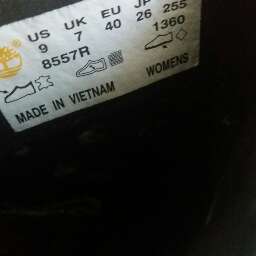 US UK EU JP
9 7 40 26 255
8557R 1360
MADE IN VIETNAM WOMENS